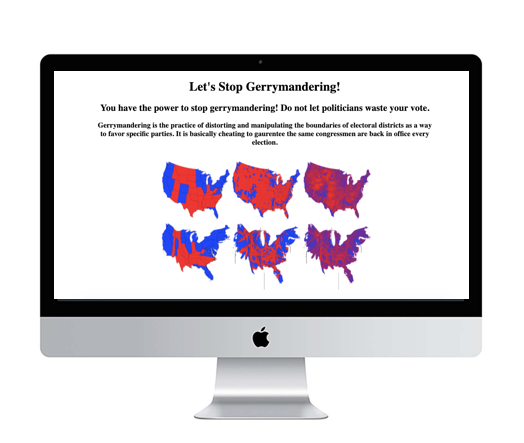 Let's Stop Gerrymandering!
You have the power to stop gerrymandering! Do not let politicians waste your vote.
Gerrymandering is the practice of distorting and manipulating the boundaries of electoral districts as a way
to favor specific parties. It is basically cheating to gaurentee the same congressmen are back in office every
election.